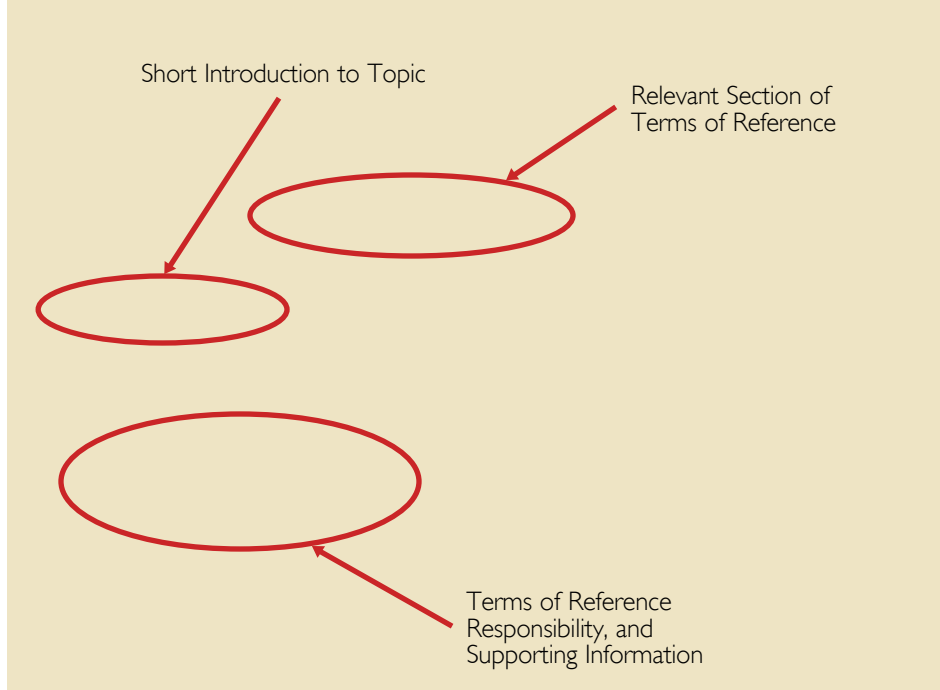 Short Introduction to Topic
Relevant Section of
Terms of Reference
Terms of Reference
Responsibility, and
Supporting Information